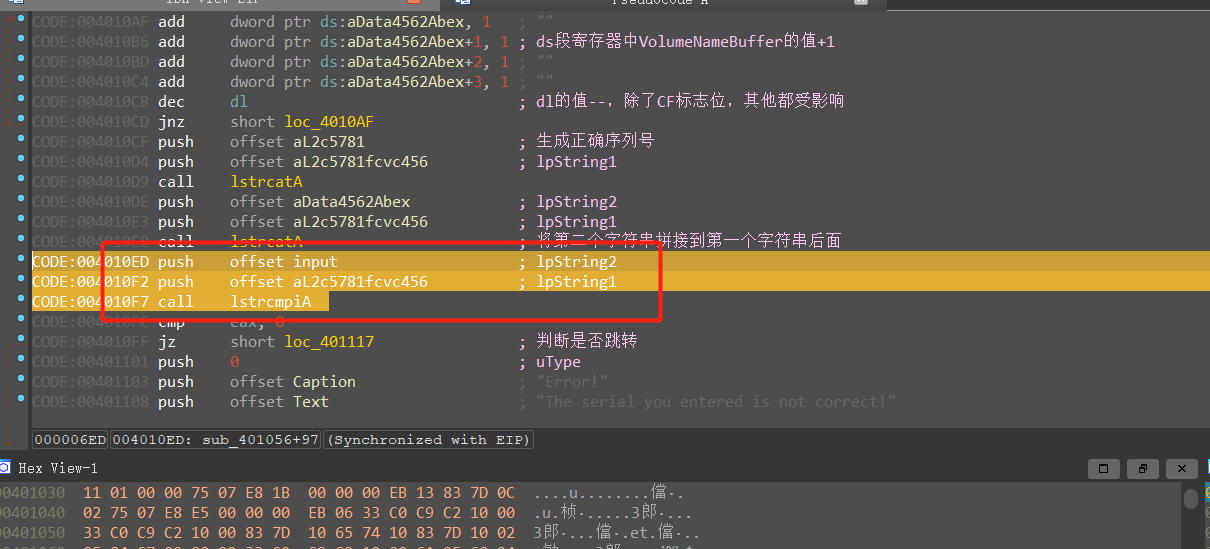 Pseudocode-A
CODE:004010AF add dword ptr ds:aData4562Abex, 1 ; ""
CODE:004010B6 add dword ptr ds:aData4562Abex+1, 1 ; ds段寄存器中VolumeNameBuffer的值+1
CODE:004010BD add dword ptr ds:aData4562Abex+2, 1 ; ""
CODE:004010C4 add dword ptr ds:aData4562Abex+3, 1 ; ""
CODE:004010CB dec dl ; dl的值--，除了CF标志位，其他都受影响
CODE:004010CD jnz short loc_4010AF
CODE:004010CF push offset aL2c5781 ; 生成正确序列号
CODE:004010D4 push offset aL2c5781fcvc456 ; lpString1
CODE:004010D9 call lstrcatA
CODE:004010DE push offset aData4562Abex ; lpString2
CODE:004010E3 push offset aL2c5781fcvc456 ; lpString1
CODE:004010E8 call lstrcatA ; 将第二个字符串拼接到第一个字符串后面
CODE:004010ED push offset input ; lpString2
CODE:004010F2 push offset aL2c5781fcvc456 ; lpString1
CODE:004010F7 call lstrcmpiA
CODE:004010FC cmp eax, 0
CODE:004010FF jz short loc_401117 ; 判断是否跳转
CODE:00401101 push 0 ; uType
CODE:00401103 push offset Caption ; "Error!"
CODE:00401108 push offset Text ; "The serial you entered is not correct!"
000006ED 004010ED: sub_401056+97 (Synchronized with EIP)
Hex View-1
00401030 11 01 00 00 75 07 E8 1B 00 00 00 EB 13 83 7D 0C ....u........儅..
00401040 02 75 07 E8 E5 00 00 00 EB 06 33 C0 C9 C2 10 00 .u.桢......3郎....
00401050 33 C0 C9 C2 10 00 83 7D 10 65 74 10 83 7D 10 02 3郎....儅..et.儅..